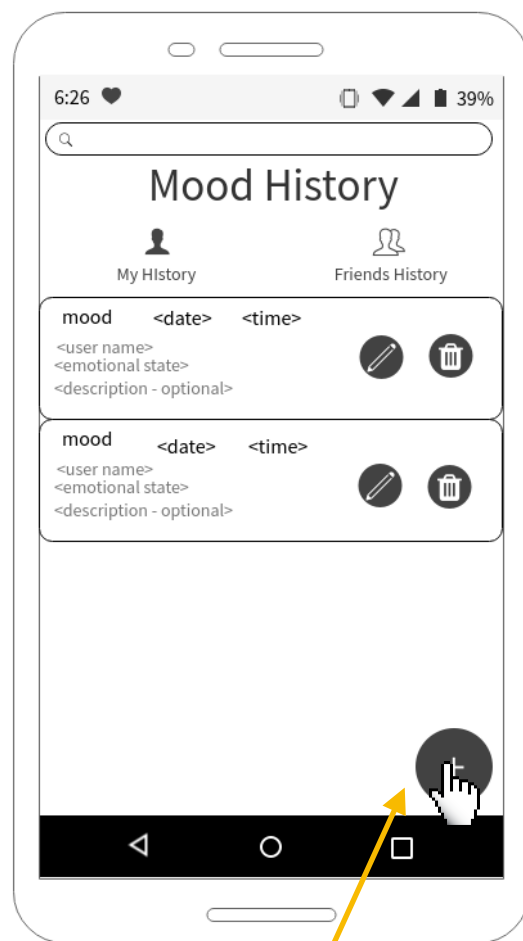 6:26 39%
Mood History
My HIstory Friends History
mood <date> <time>
<user name>
<emotional state>
<description - optional>
mood <date> <time>
<user name>
<emotional state>
<description - optional>
+